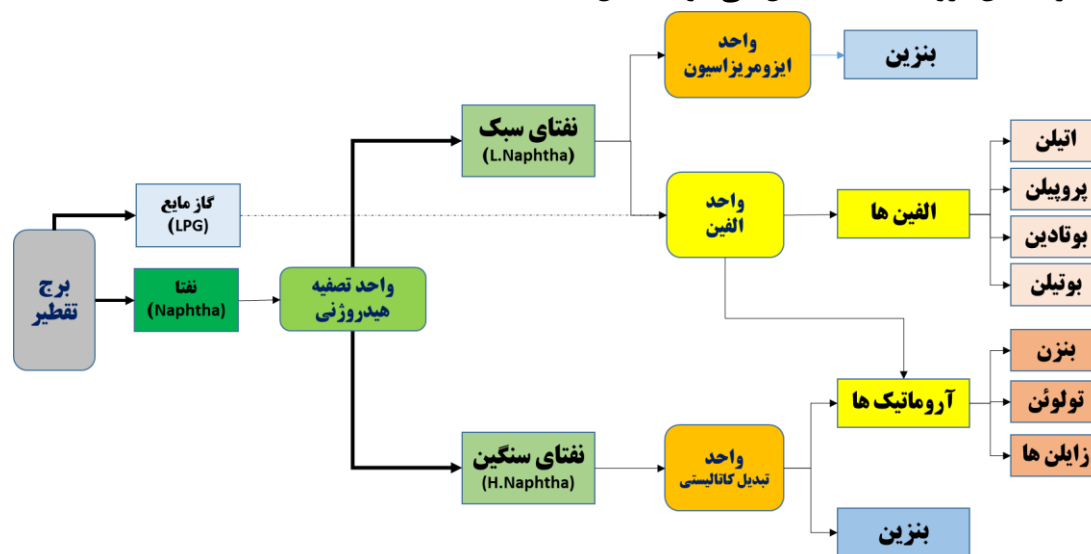 واحد
ایزومریزاسیون
بنزین
نفتای سبک
(L.Naphtha)
اتیلن
پروپیلن
بوتادین
بوتیلن
گاز مایع
(LPG)
واحد
الفین
الفین ها
برج
تقطیر
نفتا
(Naphtha)
واحد تصفیه
هیدروژنی
بنزن
تولوئن
زایلن ها
آروماتیک ها
نفتای سنگین
(H.Naphtha)
واحد
تبدیل کاتالیستی
بنزین